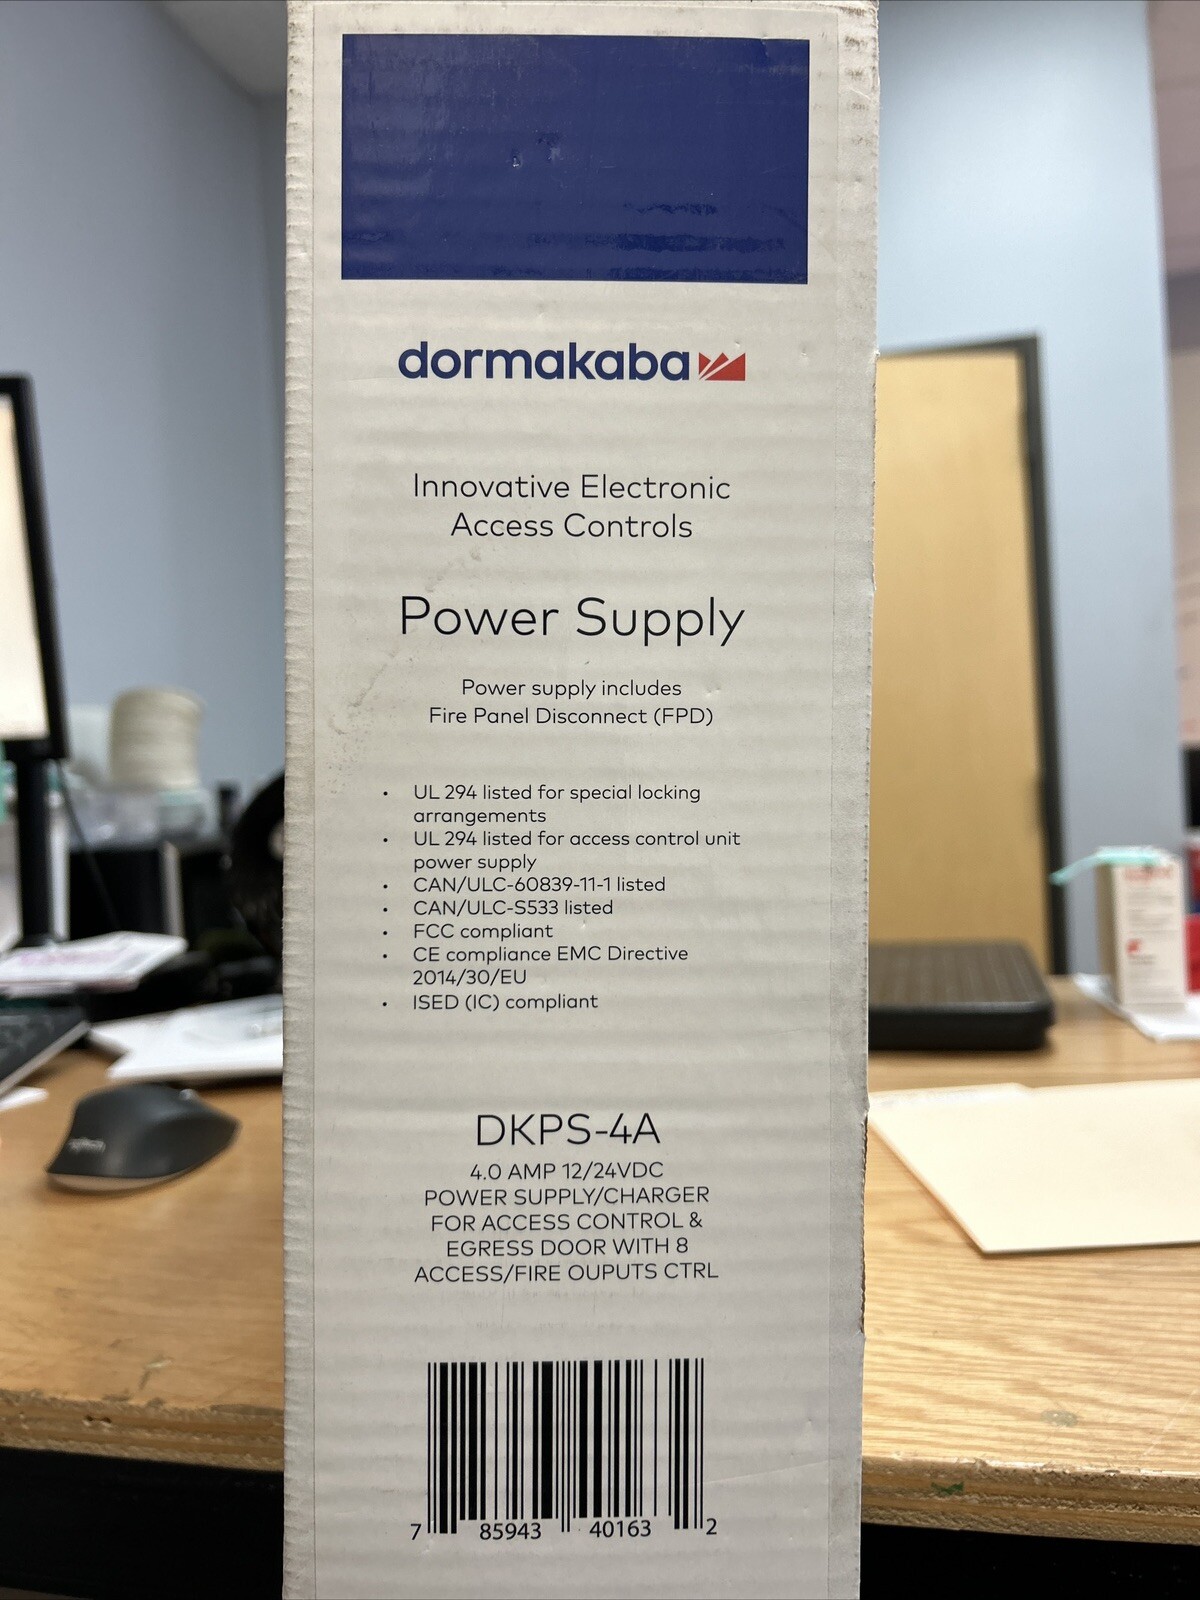 dormakaba
Innovative Electronic
Access Controls
Power Supply
Power supply includes
Fire Panel Disconnect (FPD)
• UL 294 listed for special locking
arrangements
• UL 294 listed for access control unit
power supply
• CAN/ULC-60839-11-1 listed
• CAN/ULC-S533 listed
• FCC compliant
• CE compliance EMC Directive
2014/30/EU
• ISED (IC) compliant
DKPS-4A
4.0 AMP 12/24VDC
POWER SUPPLY/CHARGER
FOR ACCESS CONTROL &
EGRESS DOOR WITH 8
ACCESS/FIRE OUPUTS CTRL
7 85943 40163 2